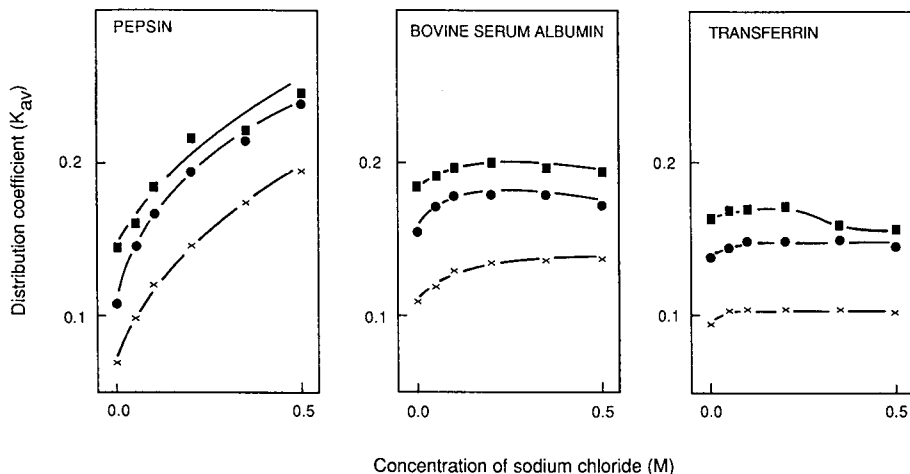 PEPSIN
BOVINE SERUM ALBUMIN
TRANSFERRIN
Distribution coefficient (Kav)
0.2
0.1
0.2
0.1
0.2
0.1
0.0
0.5
0.0
0.5
0.0
0.5
Concentration of sodium chloride (M)